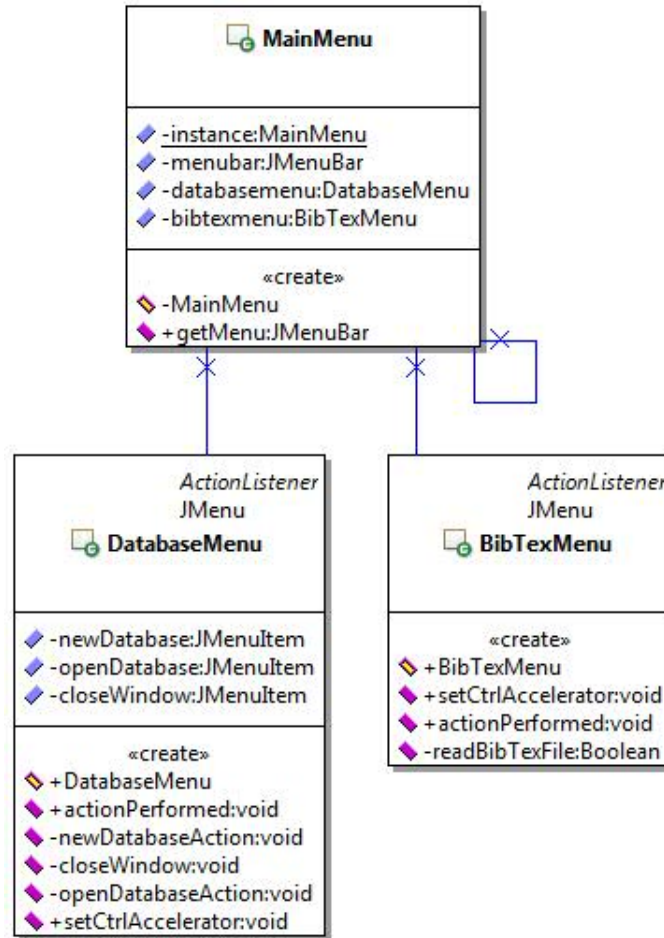 MainMenu
-instance:MainMenu
-menubar:JMenuBar
-databasemenu:DatabaseMenu
-bibtexmenu:BibTexMenu
«create»
-MainMenu
+getMenu:JMenuBar
ActionListener
JMenu
DatabaseMenu
-newDatabase:JMenuItem
-openDatabase:JMenuItem
-closeWindow:JMenuItem
«create»
+DatabaseMenu
+actionPerformed:void
-newDatabaseAction:void
-closeWindow:void
-openDatabaseAction:void
+setCtrlAccelerator:void
ActionListener
JMenu
BibTexMenu
«create»
+BibTexMenu
+setCtrlAccelerator:void
+actionPerformed:void
-readBibTexFile:Boolean